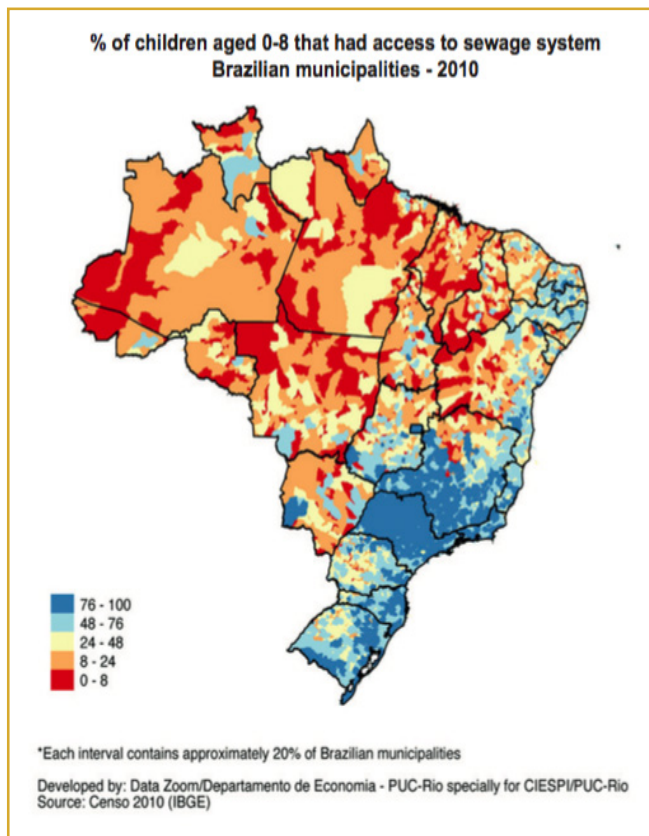 % of children aged 0-8 that had access to sewage system
Brazilian municipalities - 2010
76 - 100
48 - 76
24 - 48
8 - 24
0 - 8
*Each interval contains approximately 20% of Brazilian municipalities
Developed by: Data Zoom/Departamento de Economia - PUC-Rio specially for CIESPI/PUC-Rio
Source: Censo 2010 (IBGE)